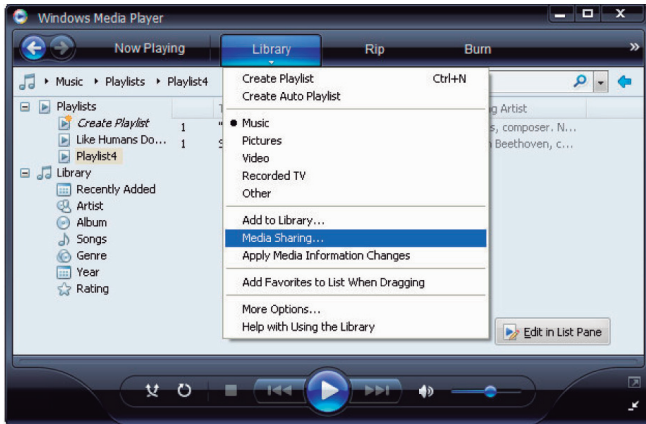 Windows Media Player
Now Playing
Library
Rip
Burn
»
Music ▸ Playlists ▸ Playlist4
Create Playlist Ctrl+N
Create Auto Playlist
Music
Pictures
Video
Recorded TV
Other
Add to Library...
Media Sharing...
Apply Media Information Changes
Add Favorites to List When Dragging
More Options...
Help with Using the Library
Playlists
Create Playlist
Like Humans Do...
Playlist4
Library
Recently Added
Artist
Album
Songs
Genre
Year
Rating
1
1
Artist
s, composer. N...
Beethoven, c...
Edit in List Pane